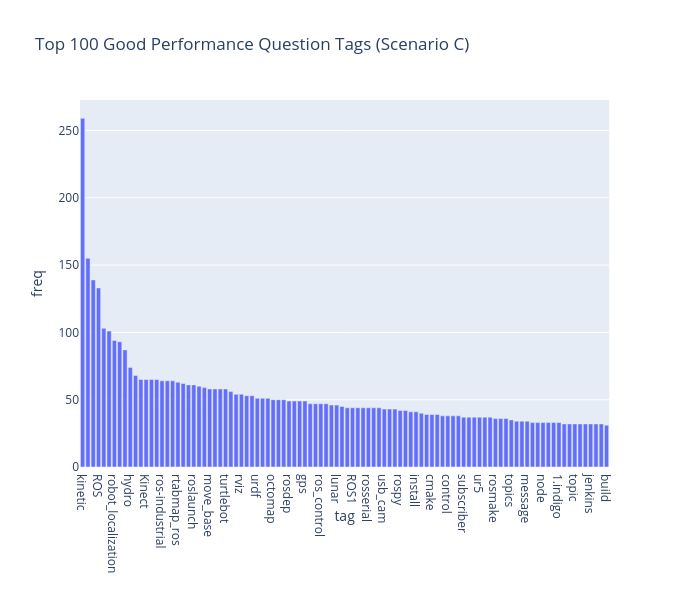 Top 100 Good Performance Question Tags (Scenario C)
250
200
150
100
50
0
freq
kinetic
ROS
robot_localization
hydro
Kinect
ros-industrial
rtabmap_ros
roslaunch
move_base
turtlebot
rviz
urdf
octomap
rosdep
gps
ros_control
lunar
ROS1
rosserial
usb_cam
rospy
install
cmake
control
subscriber
ur5
rosmake
topics
message
node
1.indigo
topic
jenkins
build
tag